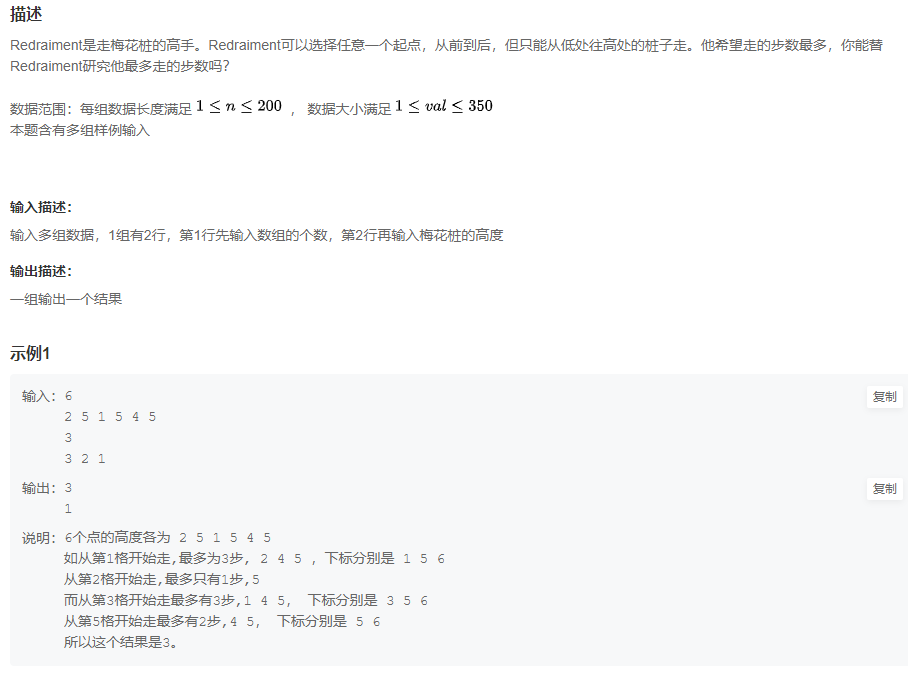 描述
Redraiment是走梅花桩的高手。Redraiment可以选择任意一个起点，从前到后，但只能从低处往高处的桩子走。他希望走的步数最多，你能替
Redraiment研究他最多走的步数吗？
数据范围：每组数据长度满足 1 ≤ n ≤ 200 ， 数据大小满足 1 ≤ val ≤ 350
本题含有多组样例输入
输入描述：
输入多组数据，1组有2行，第1行先输入数组的个数，第2行再输入梅花桩的高度
输出描述：
一组输出一个结果
示例1
输入：6 复制
2 5 1 5 4 5
3
3 2 1
输出：3 复制
1
说明：6个点的高度各为 2 5 1 5 4 5
如从第1格开始走,最多为3步, 2 4 5 ，下标分别是 1 5 6
从第2格开始走,最多只有1步,5
而从第3格开始走最多有3步,1 4 5， 下标分别是 3 5 6
从第5格开始走最多有2步,4 5， 下标分别是 5 6
所以这个结果是3。